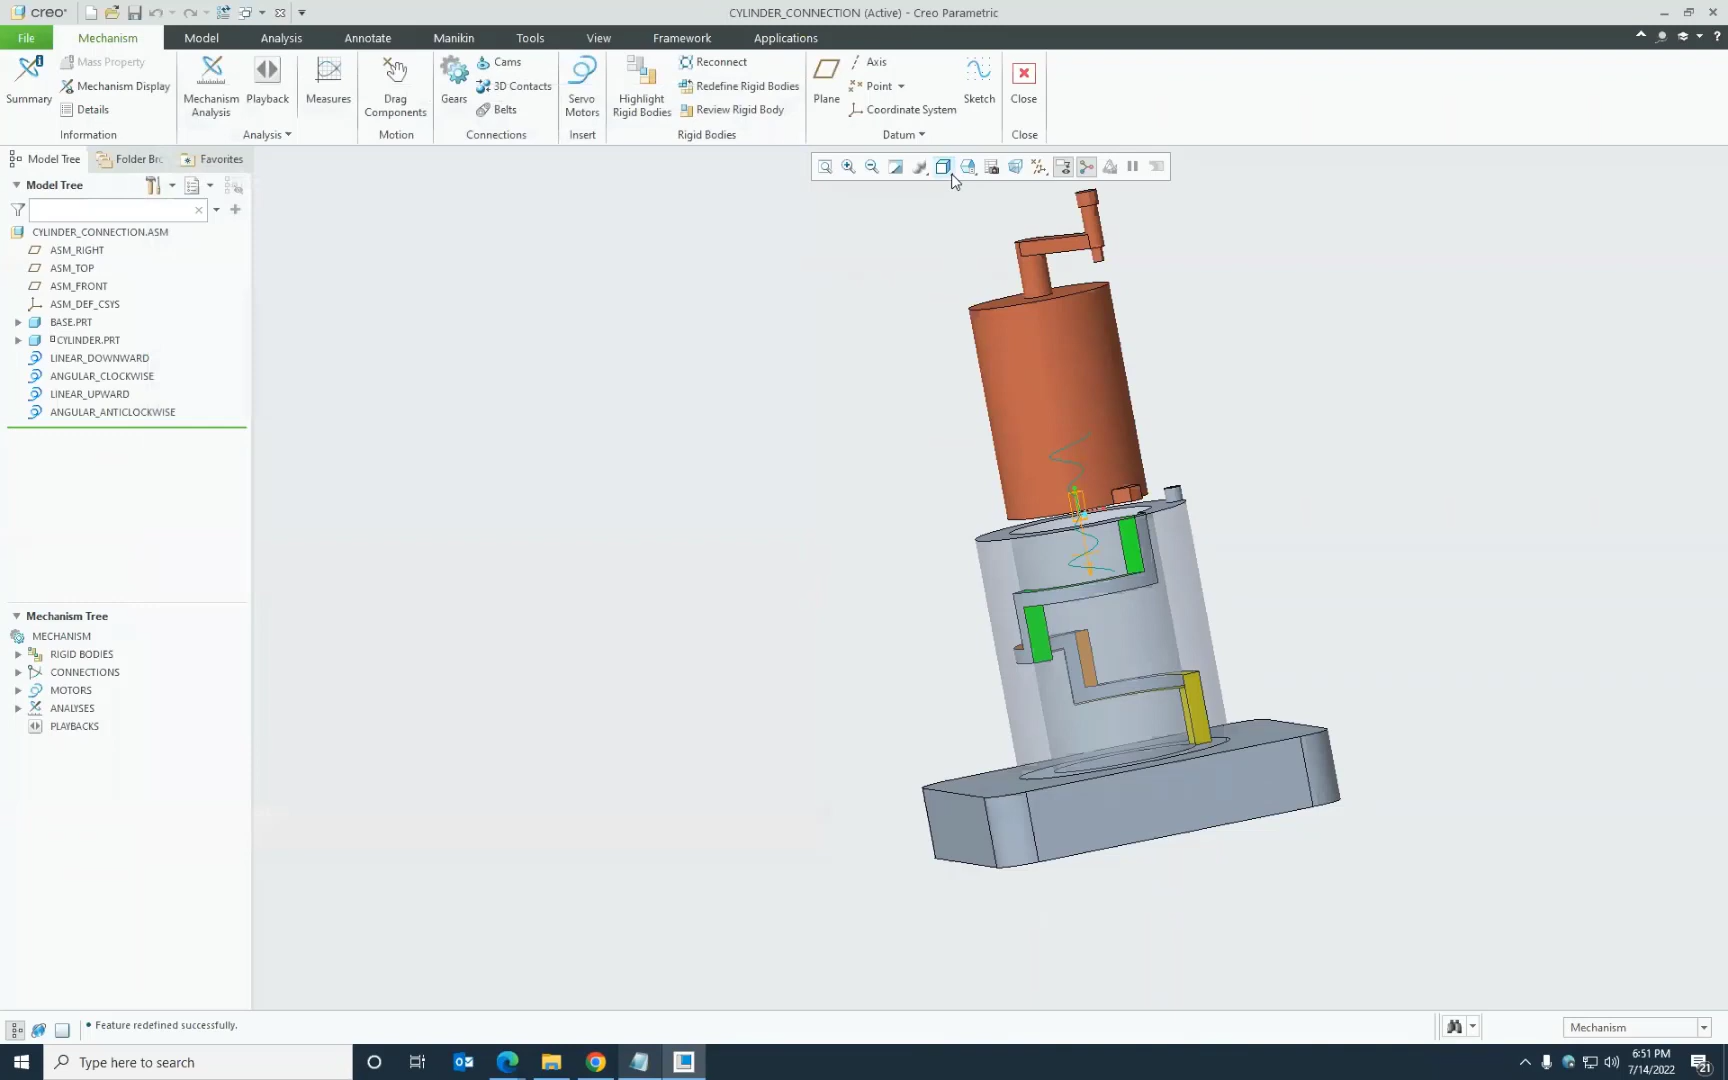 creo
CYLINDER_CONNECTION (Active) - Creo Parametric
File
Mechanism
Model
Analysis
Annotate
Manikin
Tools
View
Framework
Applications
Summary
Mass Property
Mechanism Display
Details
Information
Mechanism
Analysis
Playback
Analysis
Measures
Drag
Components
Motion
Gears
Cams
3D Contacts
Belts
Connections
Servo
Motors
Insert
Highlight
Rigid Bodies
Reconnect
Redefine Rigid Bodies
Review Rigid Body
Rigid Bodies
Plane
Axis
Point
Coordinate System
Sketch
Datum
Close
Close
Model Tree
Folder Brc
Favorites
Model Tree
CYLINDER_CONNECTION.ASM
ASM_RIGHT
ASM_TOP
ASM_FRONT
ASM_DEF_CSYS
BASE.PRT
CYLINDER.PRT
LINEAR_DOWNWARD
ANGULAR_CLOCKWISE
LINEAR_UPWARD
ANGULAR_ANTICLOCKWISE
Mechanism Tree
MECHANISM
RIGID BODIES
CONNECTIONS
MOTORS
ANALYSES
PLAYBACKS
• Feature redefined successfully.
Mechanism
Type here to search
6:51 PM
7/14/2022
21